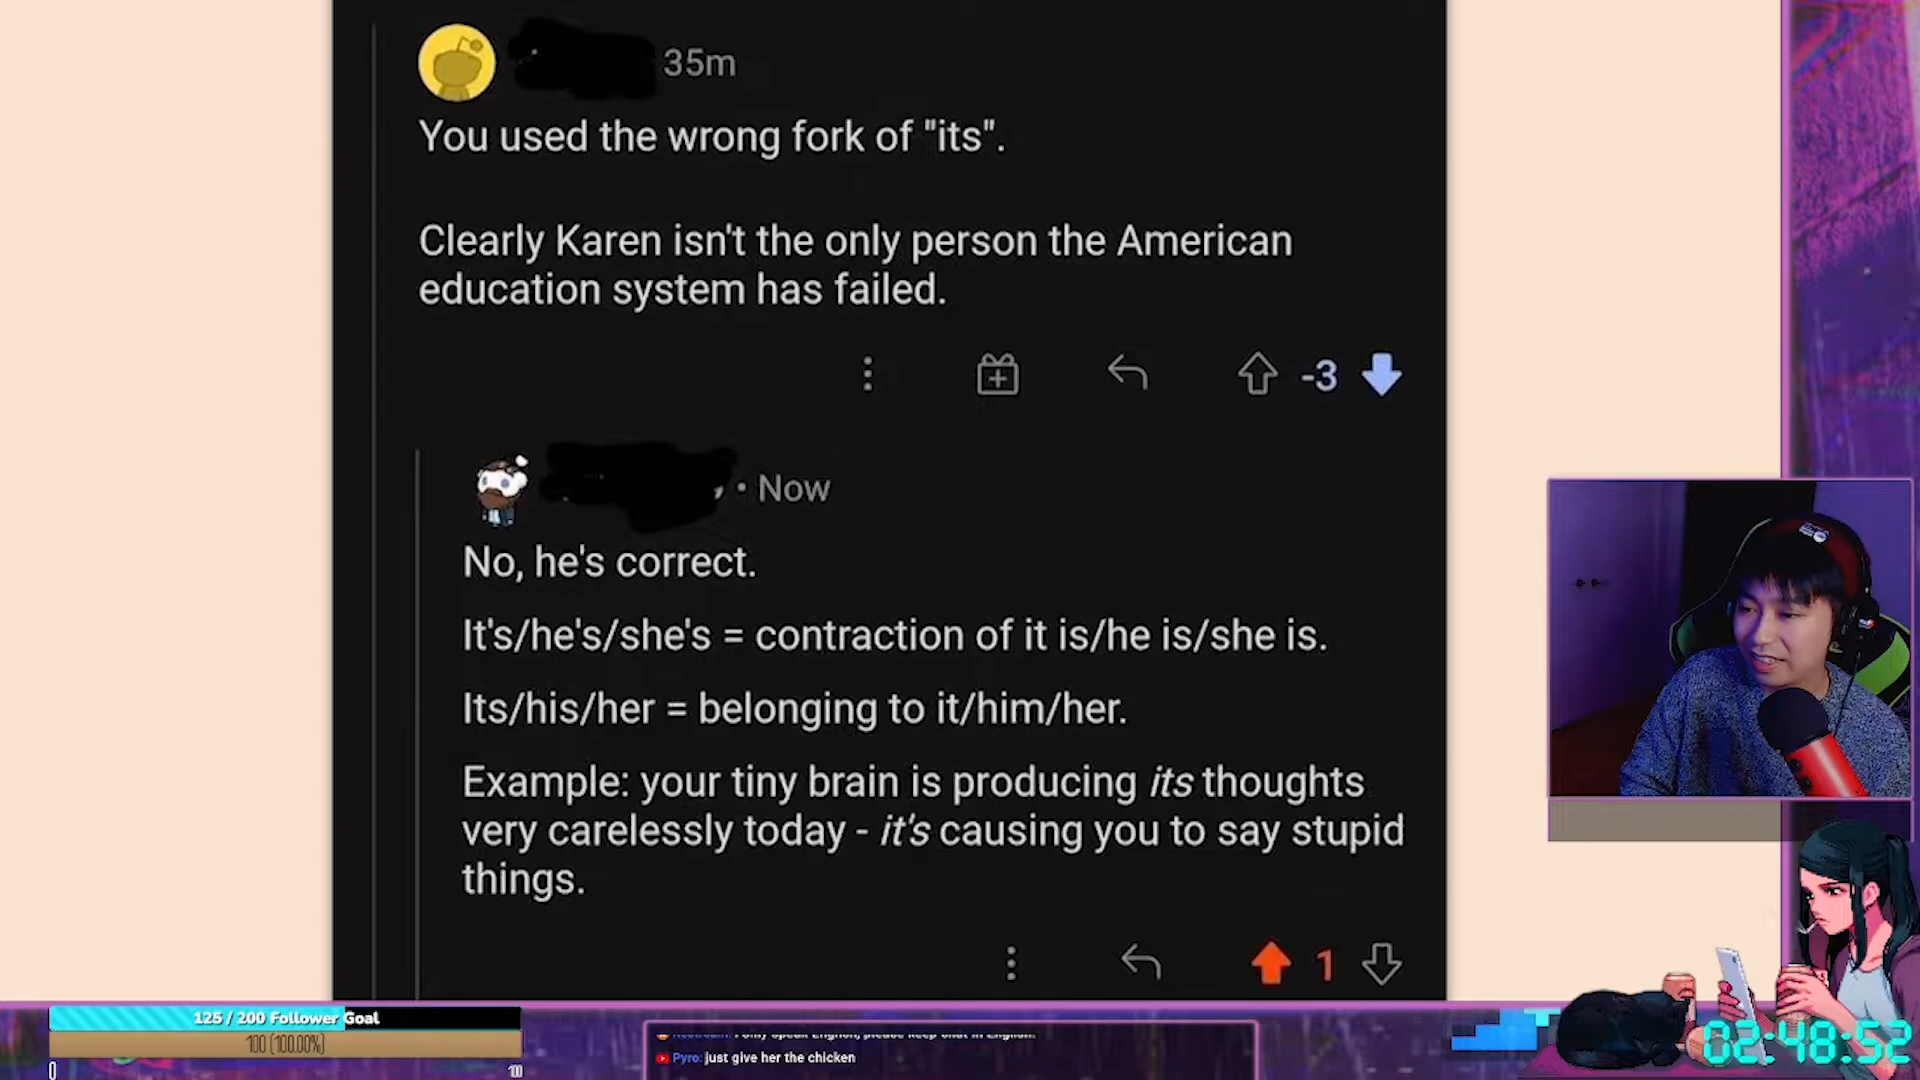 35m
You used the wrong fork of "its".
Clearly Karen isn't the only person the American
education system has failed.
-3
• Now
No, he's correct.
It's/he's/she's = contraction of it is/he is/she is.
Its/his/her = belonging to it/him/her.
Example: your tiny brain is producing its thoughts
very carelessly today - it's causing you to say stupid
things.
1
125 / 200 Follower Goal
100 (100.00%)
0
100
Pyro: just give her the chicken
02:48:52